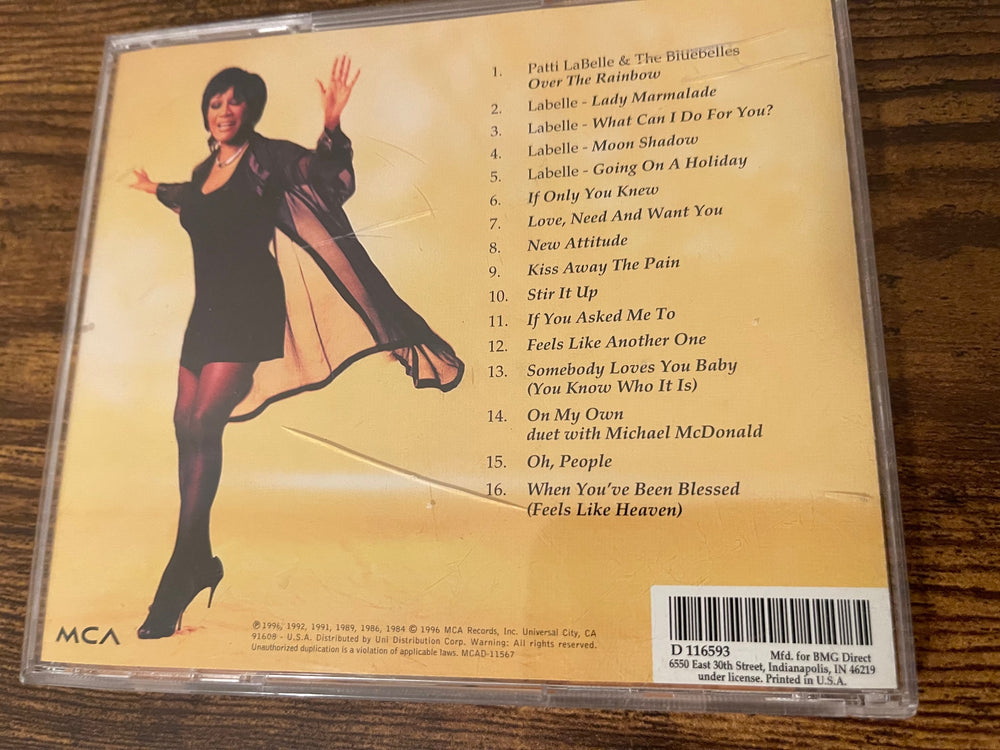 1. Patti LaBelle & The Bluebelles
Over The Rainbow
2. Labelle - Lady Marmalade
3. Labelle - What Can I Do For You?
4. Labelle - Moon Shadow
5. Labelle - Going On A Holiday
6. If Only You Knew
7. Love, Need And Want You
8. New Attitude
9. Kiss Away The Pain
10. Stir It Up
11. If You Asked Me To
12. Feels Like Another One
13. Somebody Loves You Baby
(You Know Who It Is)
14. On My Own
duet with Michael McDonald
15. Oh, People
16. When You've Been Blessed
(Feels Like Heaven)
MCA
℗ 1996, 1992, 1991, 1989, 1986, 1984 © 1996 MCA Records, Inc. Universal City, CA
91608 - U.S.A. Distributed by Uni Distribution Corp. Warning: All rights reserved.
Unauthorized duplication is a violation of applicable laws. MCAD-11567
D 116593 Mfd. for BMG Direct
6550 East 30th Street, Indianapolis, IN 46219
under license. Printed in U.S.A.